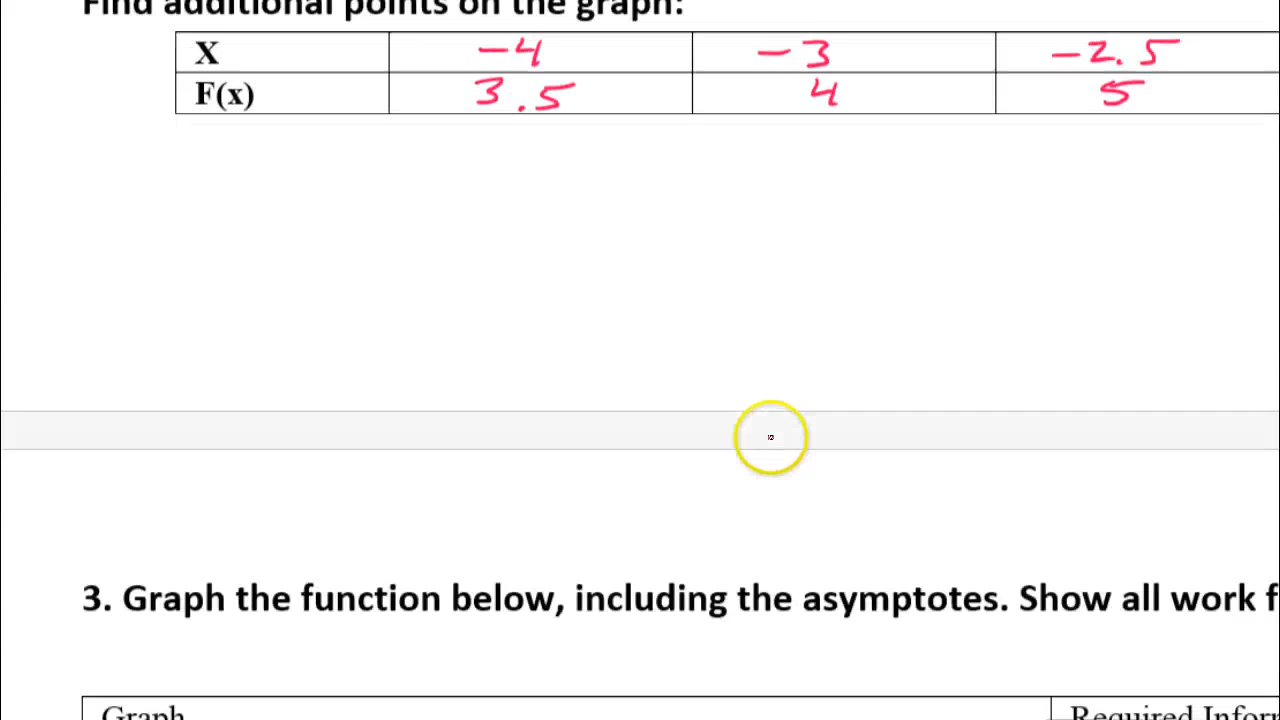 Find additional points on the graph:
X -4 -3 -2.5
F(x) 3.5 4 5
3. Graph the function below, including the asymptotes. Show all work f
Graph Required Inform